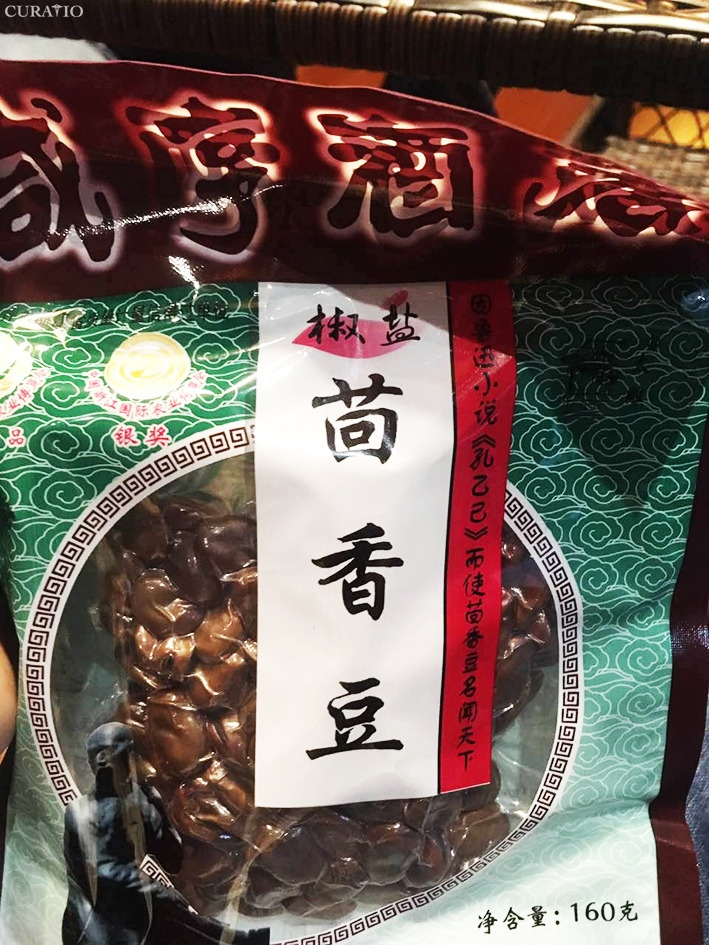 CURATIO
咸亨酒店
椒盐
茴香豆
因鲁迅小说《孔乙己》而使茴香豆名闻天下
银奖
品
净含量：160克